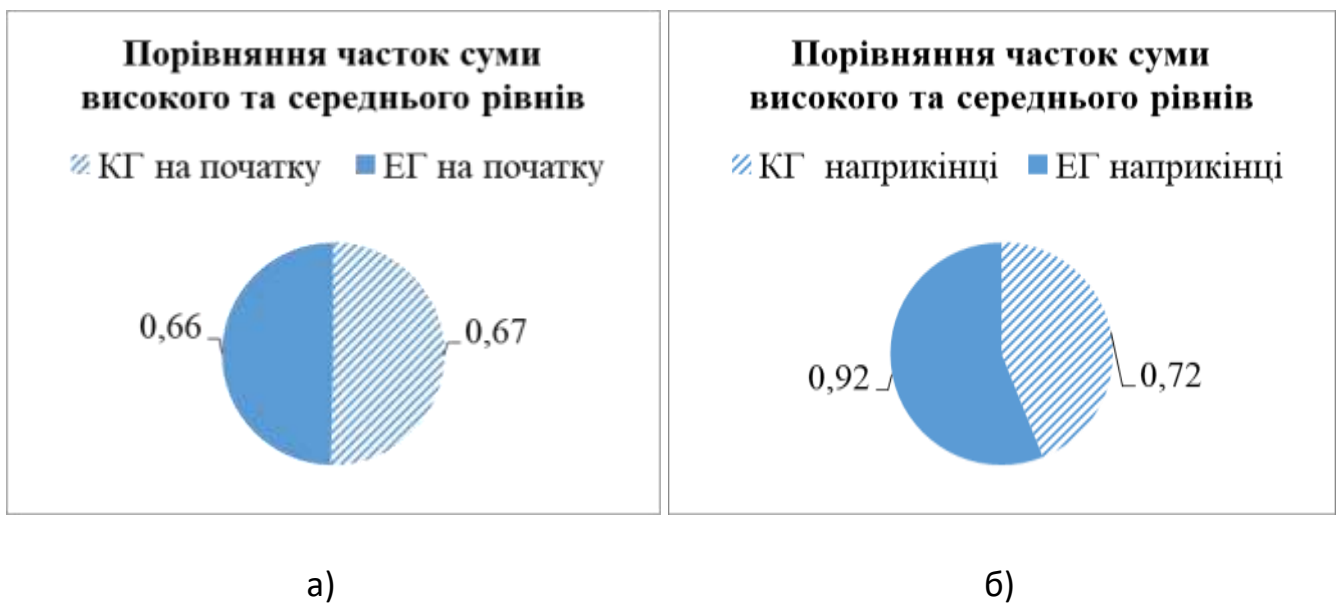 Порівняння часток суми
високого та середнього рівнів
КГ на початку ЕГ на початку
0,66
0,67
Порівняння часток суми
високого та середнього рівнів
КГ наприкінці ЕГ наприкінці
0,92
0,72
а)
б)